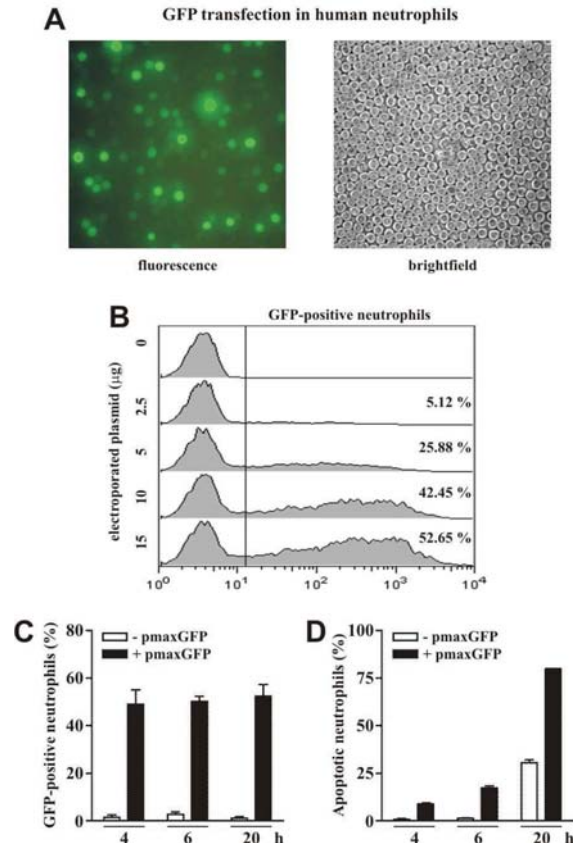 GFP transfection in human neutrophils
A
fluorescence
brightfield
B
GFP-positive neutrophils
electroporated plasmid (μg)
0
2.5
5.12 %
5
25.88 %
10
42.45 %
15
52.65 %
10⁰ 10¹ 10² 10³ 10⁴
C
- pmaxGFP
+ pmaxGFP
GFP-positive neutrophils (%)
80
60
40
20
0
4 6 20 h
D
- pmaxGFP
+ pmaxGFP
Apoptotic neutrophils (%)
100
75
50
25
0
4 6 20 h